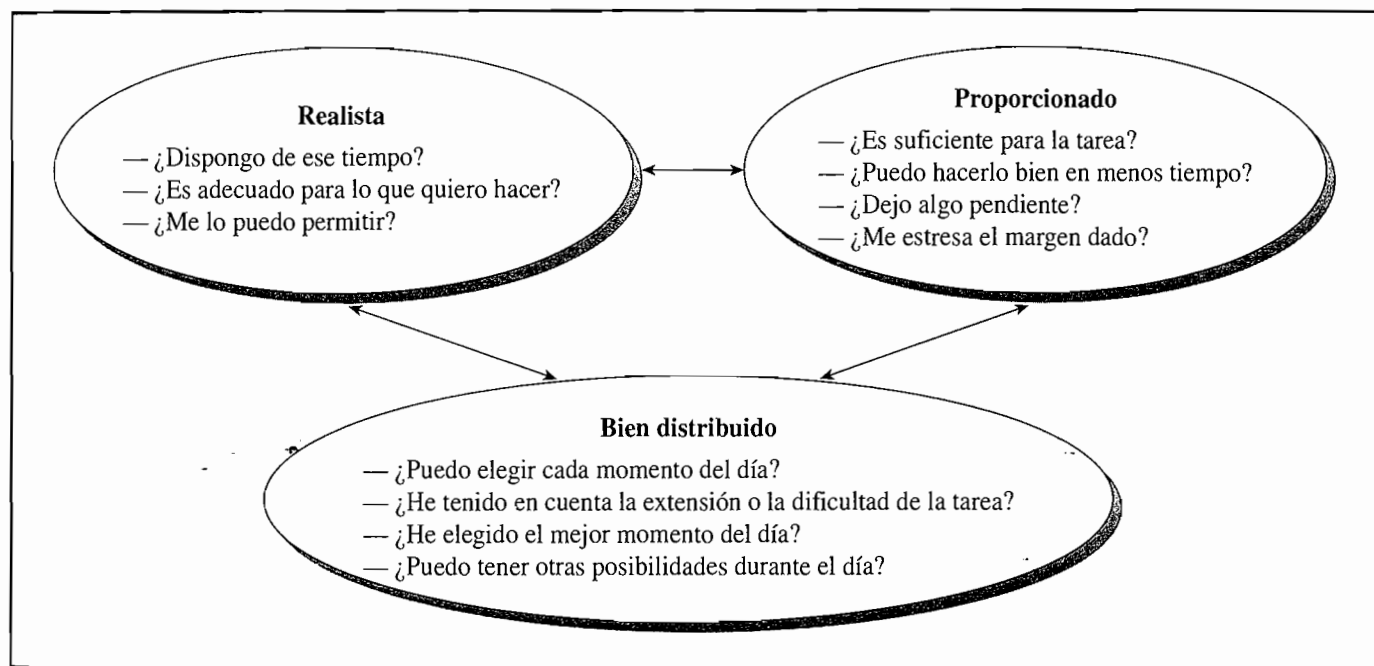 Realista
— ¿Dispongo de ese tiempo?
— ¿Es adecuado para lo que quiero hacer?
— ¿Me lo puedo permitir?
Proporcionado
— ¿Es suficiente para la tarea?
— ¿Puedo hacerlo bien en menos tiempo?
— ¿Dejo algo pendiente?
— ¿Me estresa el margen dado?
Bien distribuido
— ¿Puedo elegir cada momento del día?
— ¿He tenido en cuenta la extensión o la dificultad de la tarea?
— ¿He elegido el mejor momento del día?
— ¿Puedo tener otras posibilidades durante el día?